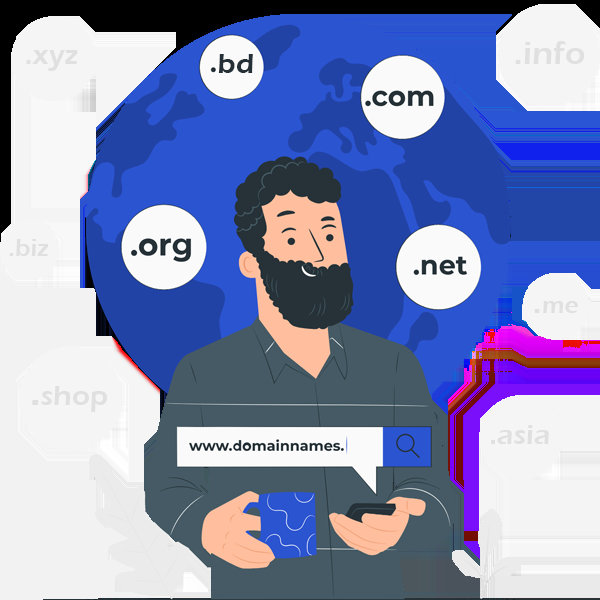 .xyz
.bd
.info
.com
.org
.biz
.net
.me
.shop
.asia
www.domainnames.